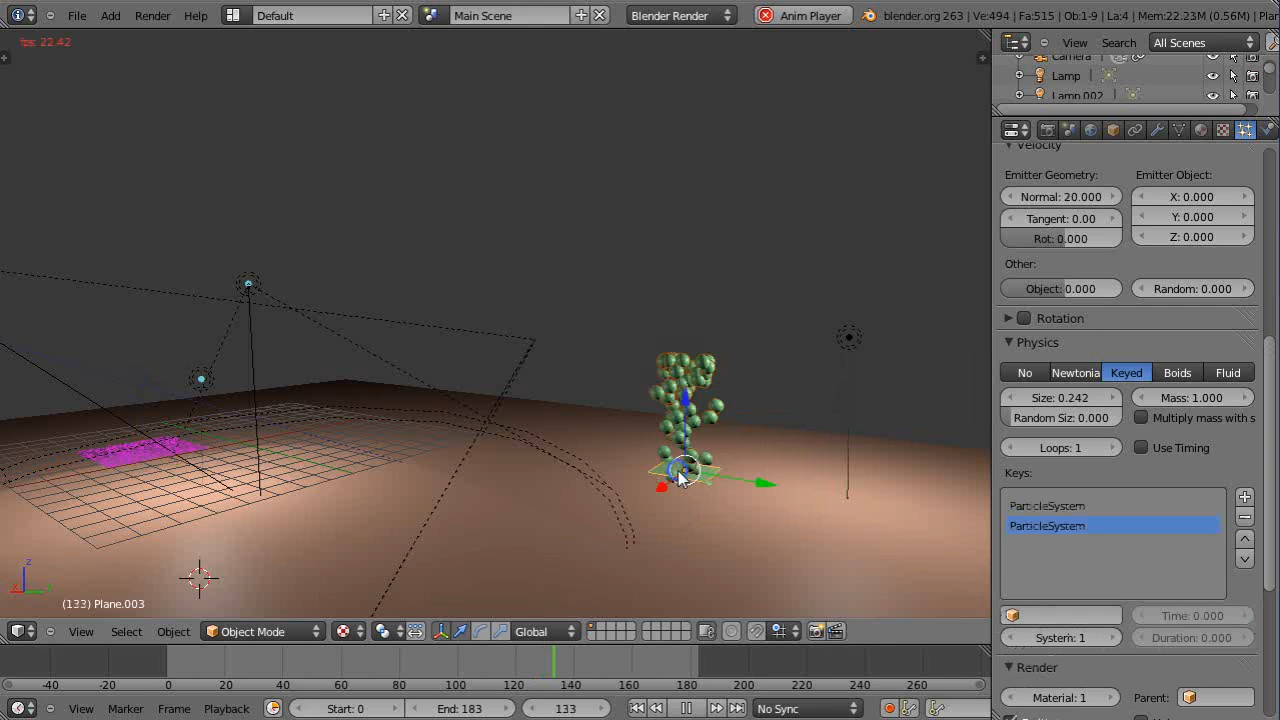 File Add Render Help Default Main Scene Blender Render Anim Player blender.org 263 | Ve:494 | Fa:515 | Ob:1-9 | La:4 | Mem:22.23M (0.56M) | Plan
fps: 22.42
View Search All Scenes
Camera
Lamp
Lamp.002
Velocity
Emitter Geometry: Emitter Object:
Normal: 20.000 X: 0.000
Tangent: 0.00 Y: 0.000
Rot: 0.000 Z: 0.000
Other:
Object: 0.000 Random: 0.000
Rotation
Physics
No Newtonia Keyed Boids Fluid
Size: 0.242 Mass: 1.000
Random Siz: 0.000 Multiply mass with s
Loops: 1 Use Timing
Keys:
ParticleSystem
ParticleSystem
Time: 0.000
System: 1 Duration: 0.000
Render
Material: 1 Parent:
z
x y
(133) Plane.003
View Select Object Object Mode Global
-40 -20 0 20 40 60 80 100 120 140 160 180 200 220 240 260
View Marker Frame Playback Start: 0 End: 183 133 No Sync